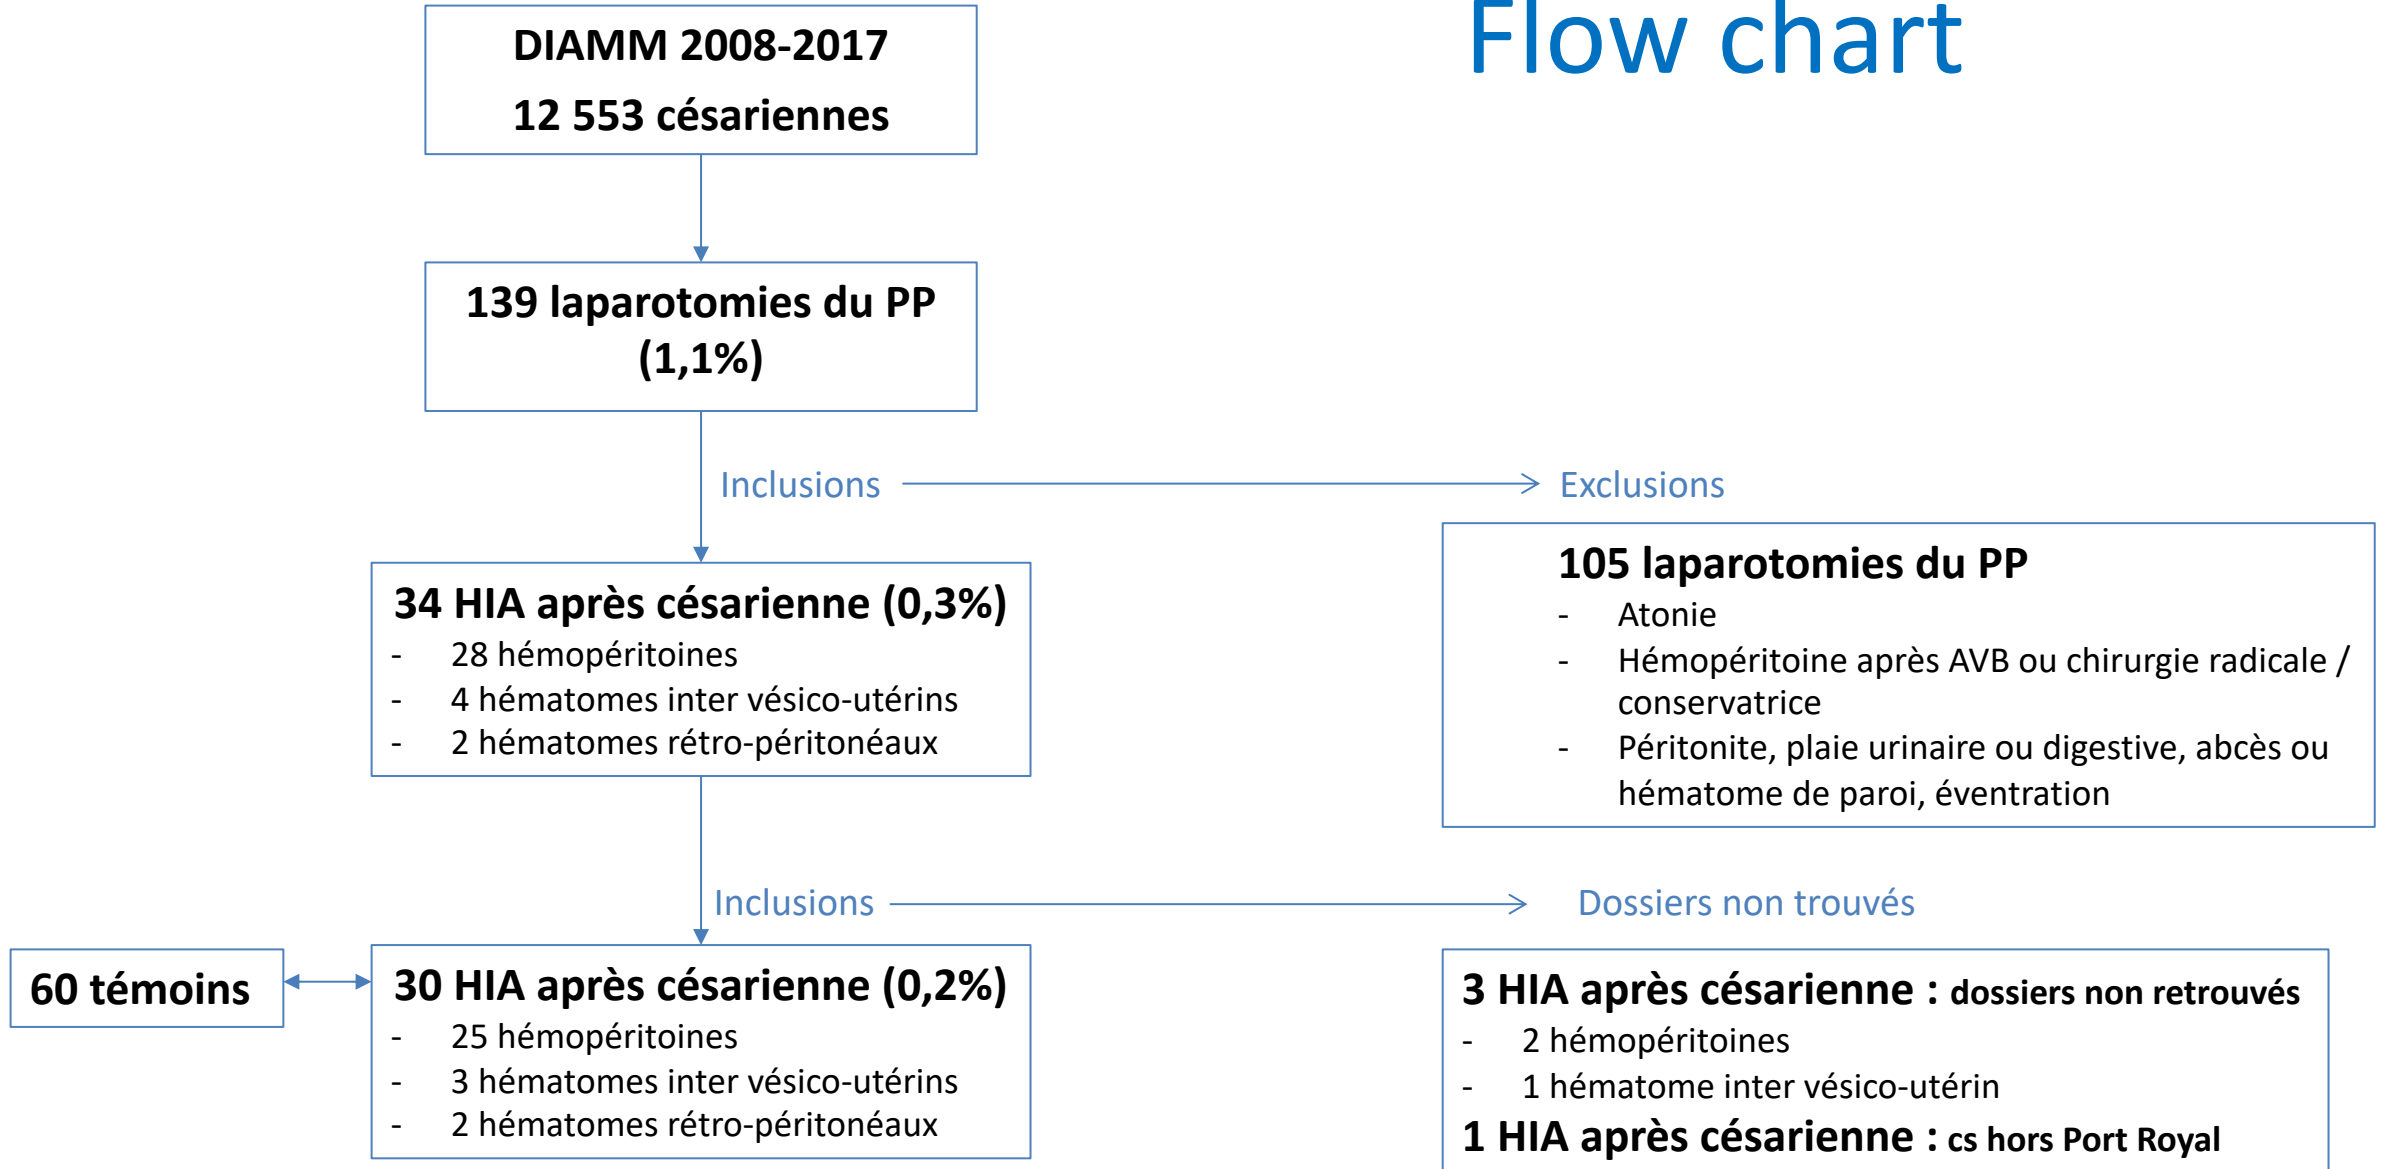 Flow chart
DIAMM 2008-2017
12 553 césariennes
139 laparotomies du PP
(1,1%)
Inclusions
Exclusions
105 laparotomies du PP
- Atonie
- Hémopéritoine après AVB ou chirurgie radicale /
conservatrice
- Péritonite, plaie urinaire ou digestive, abcès ou
hématome de paroi, éventration
34 HIA après césarienne (0,3%)
- 28 hémopéritoines
- 4 hématomes inter vésico-utérins
- 2 hématomes rétro-péritonéaux
Inclusions
Dossiers non trouvés
60 témoins
30 HIA après césarienne (0,2%)
- 25 hémopéritoines
- 3 hématomes inter vésico-utérins
- 2 hématomes rétro-péritonéaux
3 HIA après césarienne : dossiers non retrouvés
- 2 hémopéritoines
- 1 hématome inter vésico-utérin
1 HIA après césarienne : cs hors Port Royal